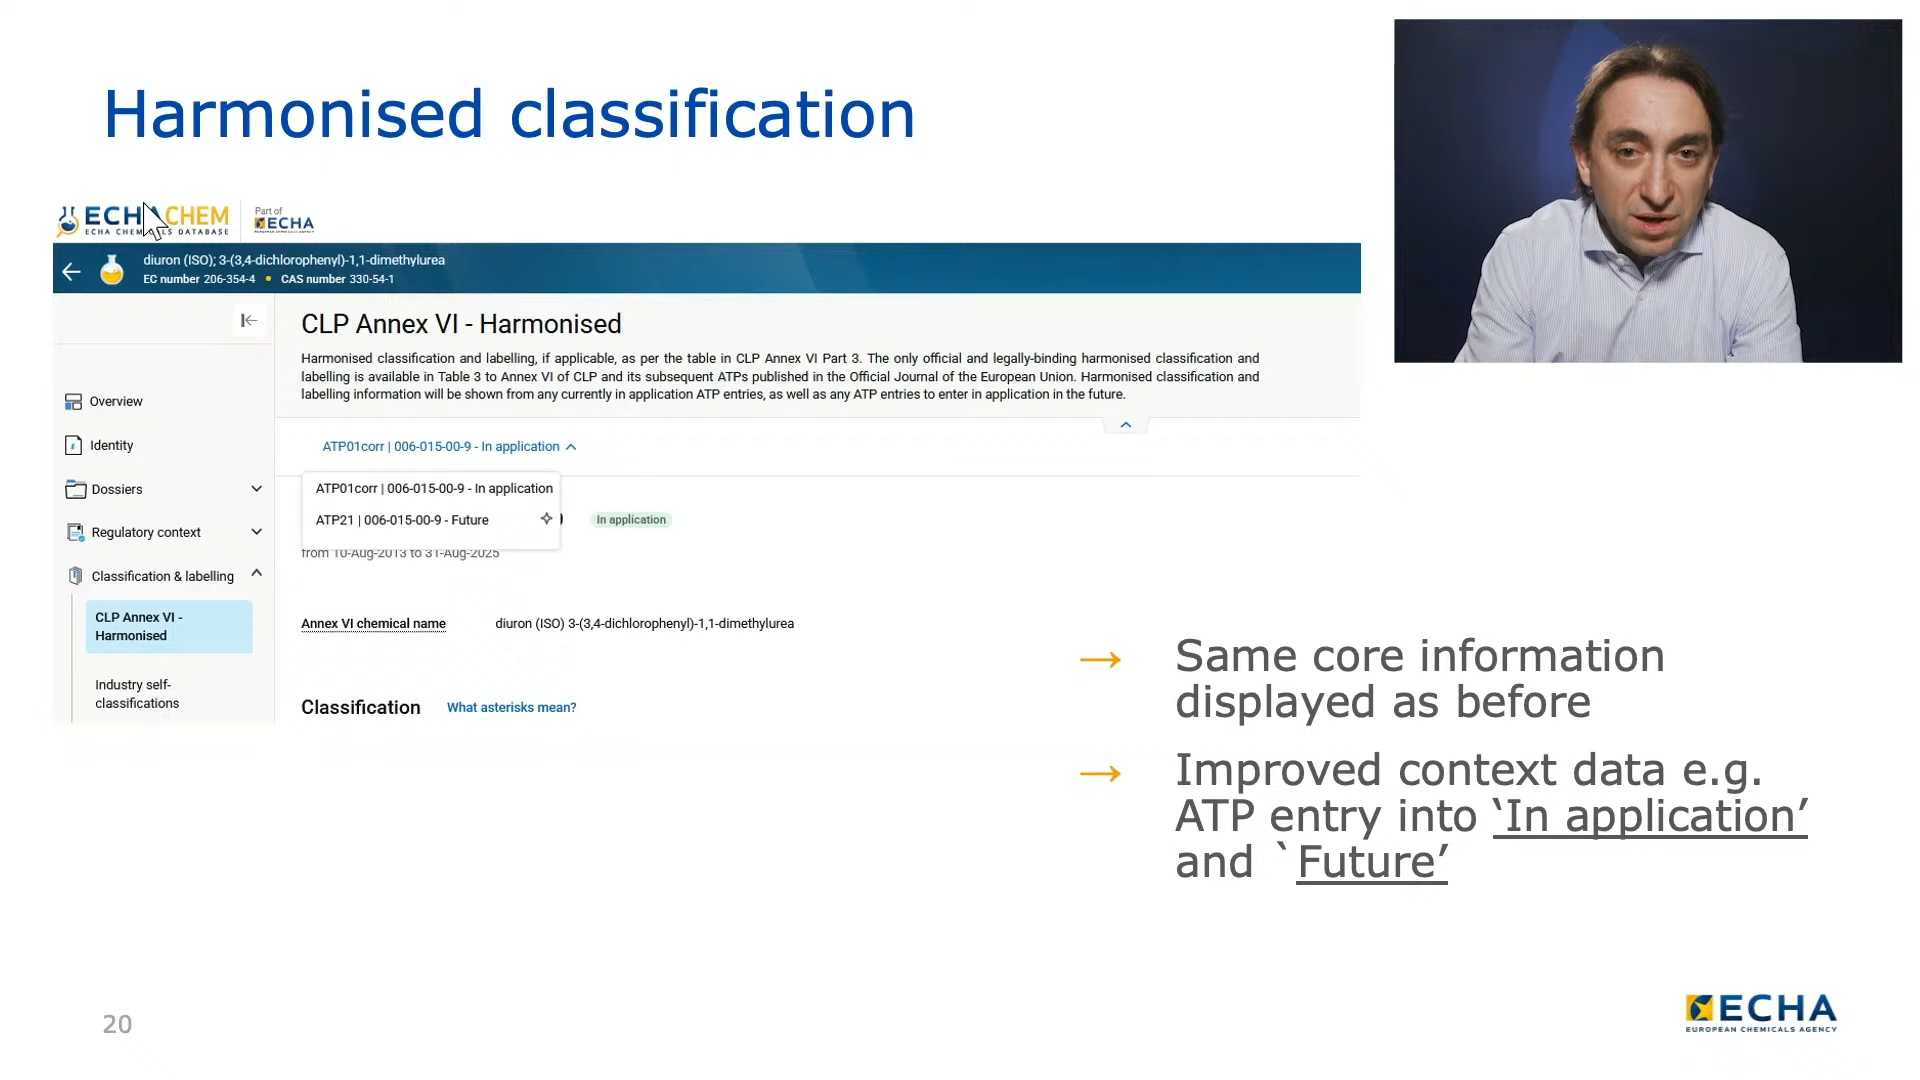 Harmonised classification
ECHA CHEM
ECHA CHEMICALS DATABASE
Part of
ECHA
diuron (ISO); 3-(3,4-dichlorophenyl)-1,1-dimethylurea
EC number 206-354-4 • CAS number 330-54-1
Overview
Identity
Dossiers
Regulatory context
Classification & labelling
CLP Annex VI -
Harmonised
Industry self-
classifications
CLP Annex VI - Harmonised
Harmonised classification and labelling, if applicable, as per the table in CLP Annex VI Part 3. The only official and legally-binding harmonised classification and
labelling is available in Table 3 to Annex VI of CLP and its subsequent ATPs published in the Official Journal of the European Union. Harmonised classification and
labelling information will be shown from any currently in application ATP entries, as well as any ATP entries to enter in application in the future.
ATP01corr | 006-015-00-9 - In application
ATP01corr | 006-015-00-9 - In application
ATP21 | 006-015-00-9 - Future
In application
from 10-Aug-2013 to 31-Aug-2025
Annex VI chemical name
diuron (ISO) 3-(3,4-dichlorophenyl)-1,1-dimethylurea
Classification
What asterisks mean?
→ Same core information
displayed as before
→ Improved context data e.g.
ATP entry into ‘In application’
and `Future’
20
ECHA
EUROPEAN CHEMICALS AGENCY